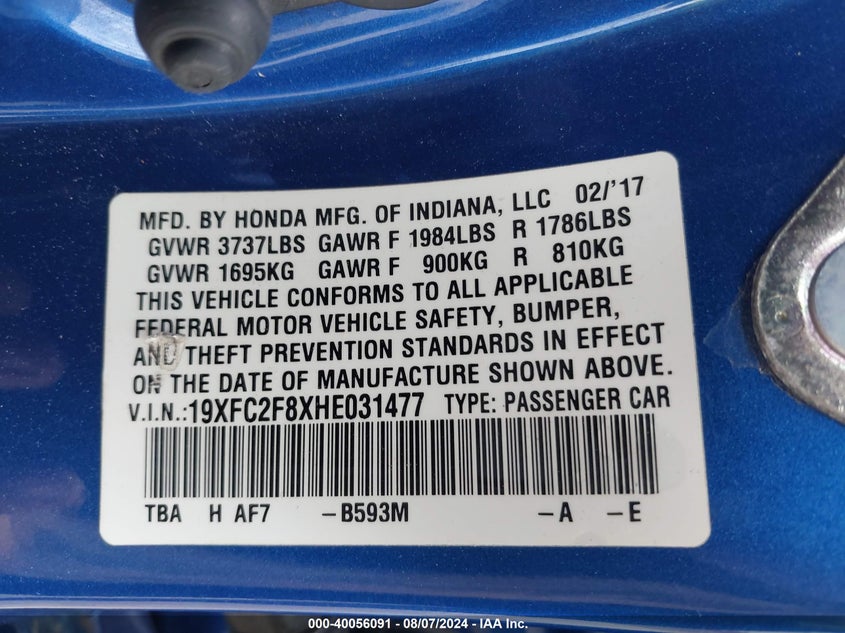 MFD. BY HONDA MFG. OF INDIANA, LLC 02/'17
GVWR 3737LBS GAWR F 1984LBS R 1786LBS
GVWR 1695KG GAWR F 900KG R 810KG
THIS VEHICLE CONFORMS TO ALL APPLICABLE
FEDERAL MOTOR VEHICLE SAFETY, BUMPER,
AND THEFT PREVENTION STANDARDS IN EFFECT
ON THE DATE OF MANUFACTURE SHOWN ABOVE.
V.I.N.:19XFC2F8XHE031477 TYPE: PASSENGER CAR
TBA H AF7 -B593M -A -E
000-40056091 - 08/07/2024 - IAA Inc.